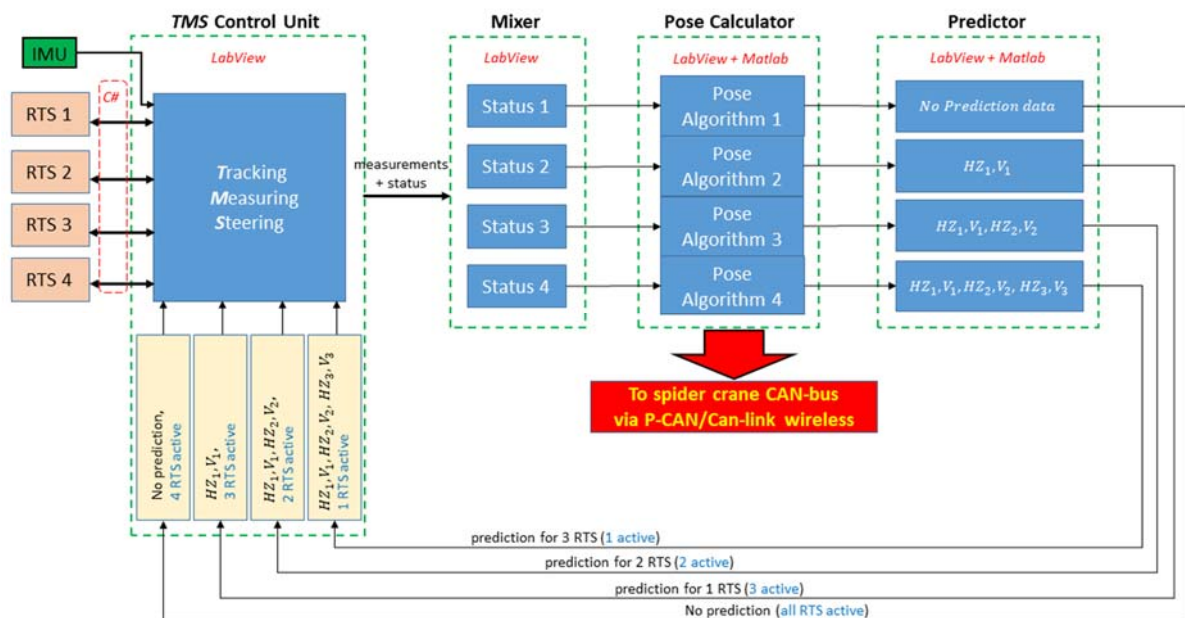 TMS Control Unit
Mixer
Pose Calculator
Predictor
IMU
LabView
LabView
LabView + Matlab
LabView + Matlab
C#
RTS 1
RTS 2
RTS 3
RTS 4
Tracking
Measuring
Steering
measurements
+ status
Status 1
Status 2
Status 3
Status 4
Pose
Algorithm 1
Pose
Algorithm 2
Pose
Algorithm 3
Pose
Algorithm 4
No Prediction data
HZ₁, V₁
HZ₁, V₁, HZ₂, V₂
HZ₁, V₁, HZ₂, V₂, HZ₃, V₃
To spider crane CAN-bus
via P-CAN/Can-link wireless
No prediction,
4 RTS active
HZ₁, V₁,
3 RTS active
HZ₁, V₁, HZ₂, V₂,
2 RTS active
HZ₁, V₁, HZ₂, V₂, HZ₃, V₃
1 RTS active
prediction for 3 RTS (1 active)
prediction for 2 RTS (2 active)
prediction for 1 RTS (3 active)
No prediction (all RTS active)